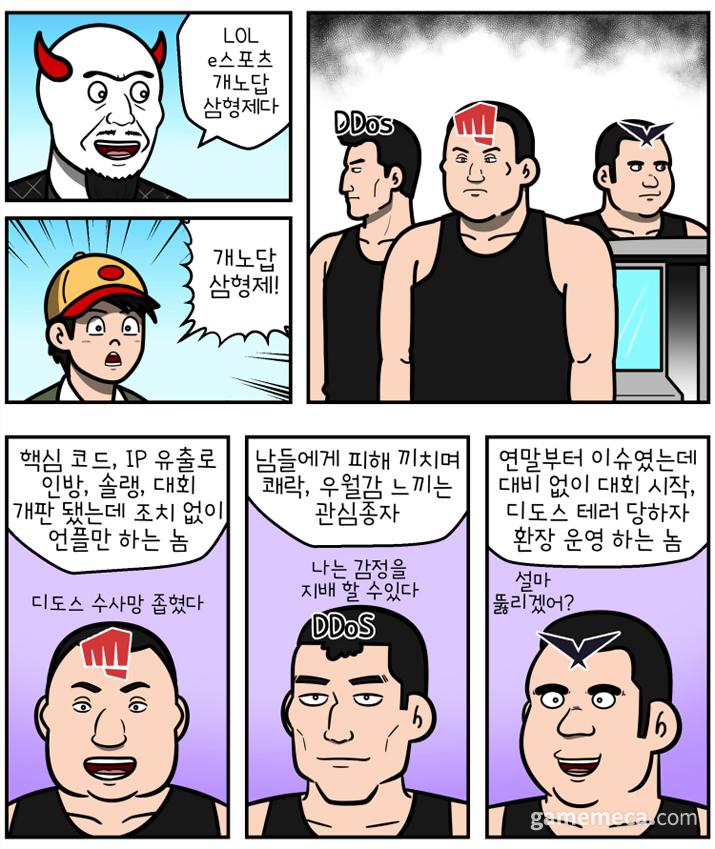 LOL
e스포츠
개노답
삼형제다
DDos
개노답
삼형제!
핵심 코드, IP 유출로
인방, 솔랭, 대회
개판 됐는데 조치 없이
언플만 하는 놈
디도스 수사망 좁혔다
남들에게 피해 끼치며
쾌락, 우월감 느끼는
관심종자
나는 감정을
지배 할 수있다
DDoS
연말부터 이슈였는데
대비 없이 대회 시작,
디도스 테러 당하자
환장 운영 하는 놈
설마
뚫리겠어?
gamemeca.com